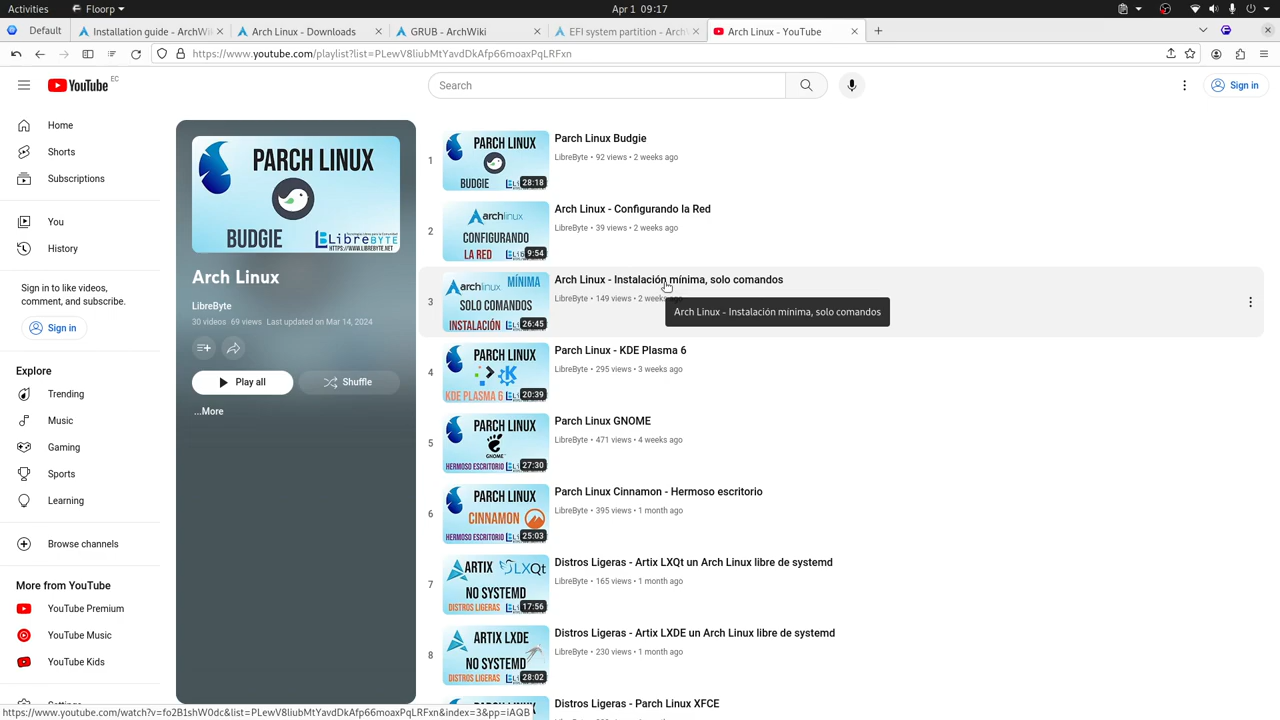 Activities
Floorp
Apr 1 09:17
Default
Installation guide - ArchWi
Arch Linux - Downloads
GRUB - ArchWiki
EFI system partition - ArchW
Arch Linux - YouTube
https://www.youtube.com/playlist?list=PLewV8liubMtYavdDkAfp66moaxPqLRFxn
YouTube EC
Search
Sign in
Home
Shorts
Subscriptions
You
History
Sign in to like videos,
comment, and subscribe.
Sign in
Explore
Trending
Music
Gaming
Sports
Learning
Browse channels
More from YouTube
YouTube Premium
YouTube Music
YouTube Kids
PARCH LINUX
BUDGIE
LIBREBYTE
HTTPS://WWW.LIBREBYTE.NET
Arch Linux
LibreByte
30 videos 69 views Last updated on Mar 14, 2024
Play all
Shuffle
...More
1
PARCH LINUX
BUDGIE
28:18
Parch Linux Budgie
LibreByte • 92 views • 2 weeks ago
2
archlinux
CONFIGURANDO
LA RED
9:54
Arch Linux - Configurando la Red
LibreByte • 39 views • 2 weeks ago
3
archlinux MÍNIMA
SOLO COMANDOS
INSTALACIÓN
26:45
Arch Linux - Instalación mínima, solo comandos
LibreByte • 149 views • 2 weeks ago
Arch Linux - Instalación mínima, solo comandos
4
PARCH LINUX
KDE PLASMA 6
20:39
Parch Linux - KDE Plasma 6
LibreByte • 295 views • 3 weeks ago
5
PARCH LINUX
GNOME
HERMOSO ESCRITORIO
27:30
Parch Linux GNOME
LibreByte • 471 views • 4 weeks ago
6
PARCH LINUX
CINNAMON
HERMOSO ESCRITORIO
25:03
Parch Linux Cinnamon - Hermoso escritorio
LibreByte • 395 views • 1 month ago
7
ARTIX LXQt
NO SYSTEMD
DISTROS LIGERAS
17:56
Distros Ligeras - Artix LXQt un Arch Linux libre de systemd
LibreByte • 165 views • 1 month ago
8
ARTIX LXDE
NO SYSTEMD
DISTROS LIGERAS
28:02
Distros Ligeras - Artix LXDE un Arch Linux libre de systemd
LibreByte • 230 views • 1 month ago
PARCH LINUX
Distros Ligeras - Parch Linux XFCE
https://www.youtube.com/watch?v=fo2B1shW0dc&list=PLewV8liubMtYavdDkAfp66moaxPqLRFxn&index=3&pp=iAQB